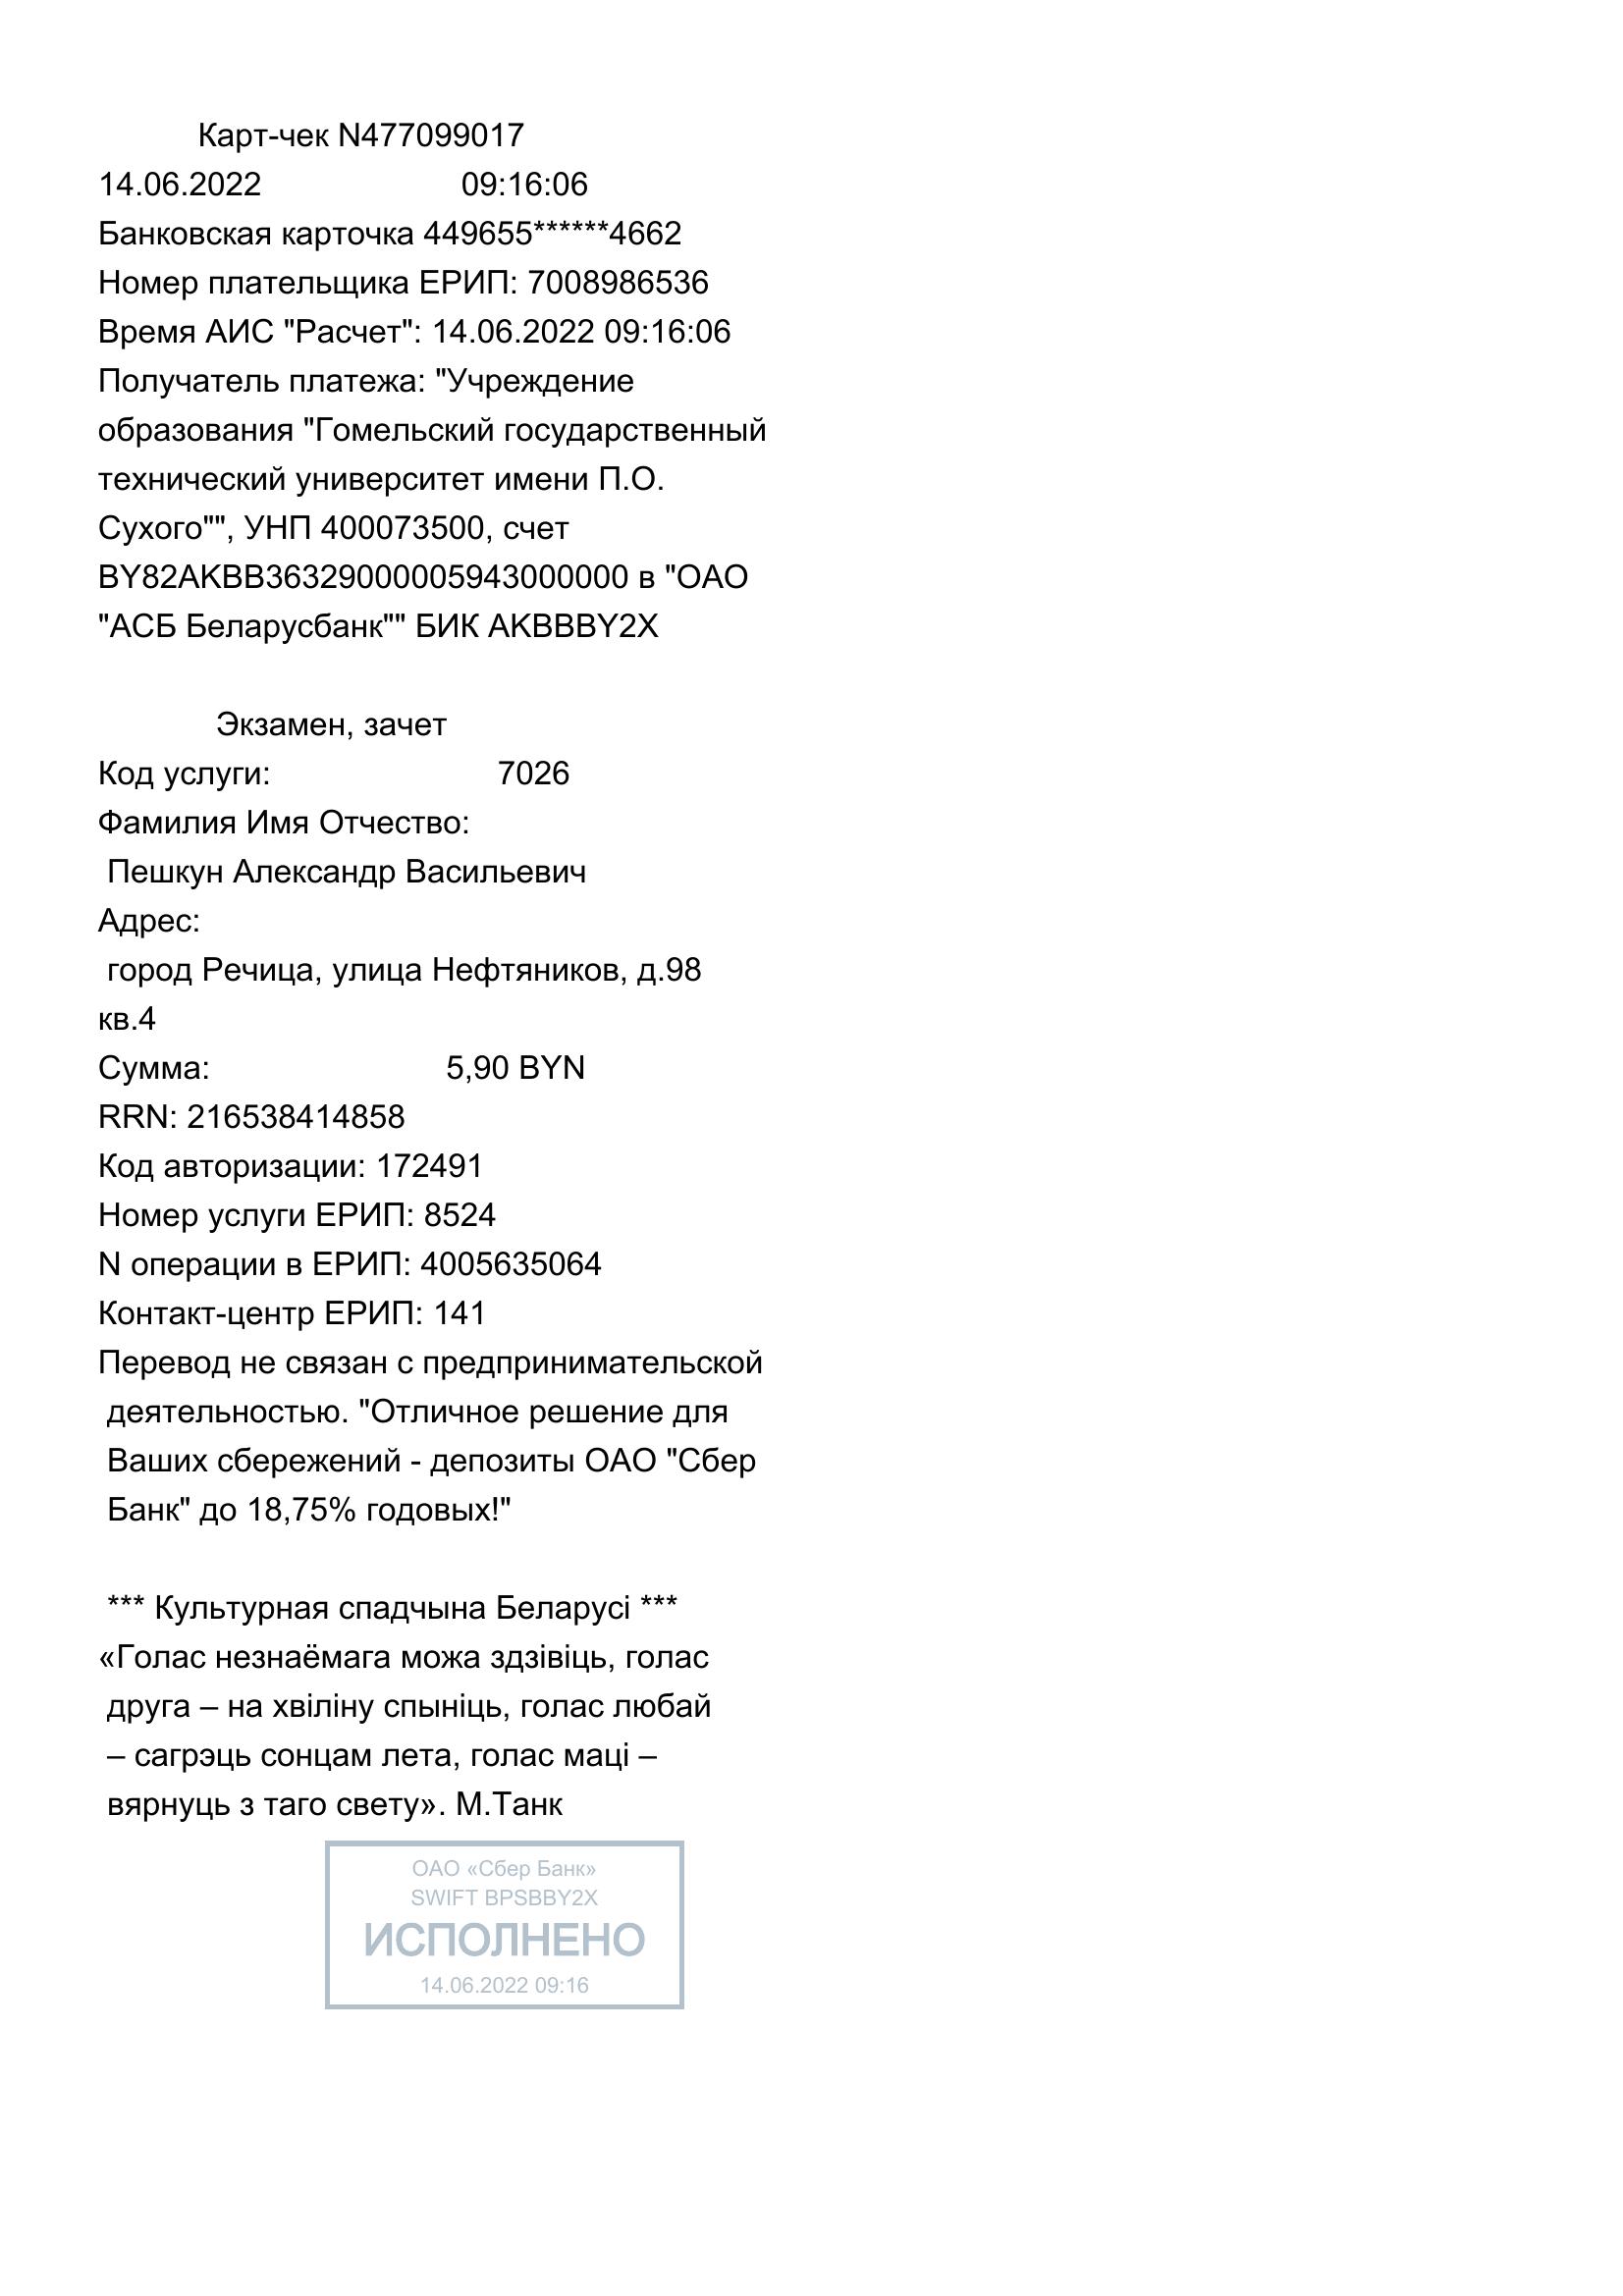 Карт-чек N477099017
14.06.2022 09:16:06
Банковская карточка 449655******4662
Номер плательщика ЕРИП: 7008986536
Время АИС "Расчет": 14.06.2022 09:16:06
Получатель платежа: "Учреждение
образования "Гомельский государственный
технический университет имени П.О.
Сухого"", УНП 400073500, счет
BY82AKBB36329000005943000000 в "ОАО
"АСБ Беларусбанк"" БИК AKBBBY2X
Экзамен, зачет
Код услуги: 7026
Фамилия Имя Отчество:
Пешкун Александр Васильевич
Адрес:
город Речица, улица Нефтяников, д.98
кв.4
Сумма: 5,90 BYN
RRN: 216538414858
Код авторизации: 172491
Номер услуги ЕРИП: 8524
N операции в ЕРИП: 4005635064
Контакт-центр ЕРИП: 141
Перевод не связан с предпринимательской
деятельностью. "Отличное решение для
Ваших сбережений - депозиты ОАО "Сбер
Банк" до 18,75% годовых!"
*** Культурная спадчына Беларусі ***
«Голас незнаёмага можа здзівіць, голас
друга – на хвіліну спыніць, голас любай
– сагрэць сонцам лета, голас маці –
вярнуць з таго свету». М.Танк
ОАО «Сбер Банк»
SWIFT BPSBBY2X
ИСПОЛНЕНО
14.06.2022 09:16